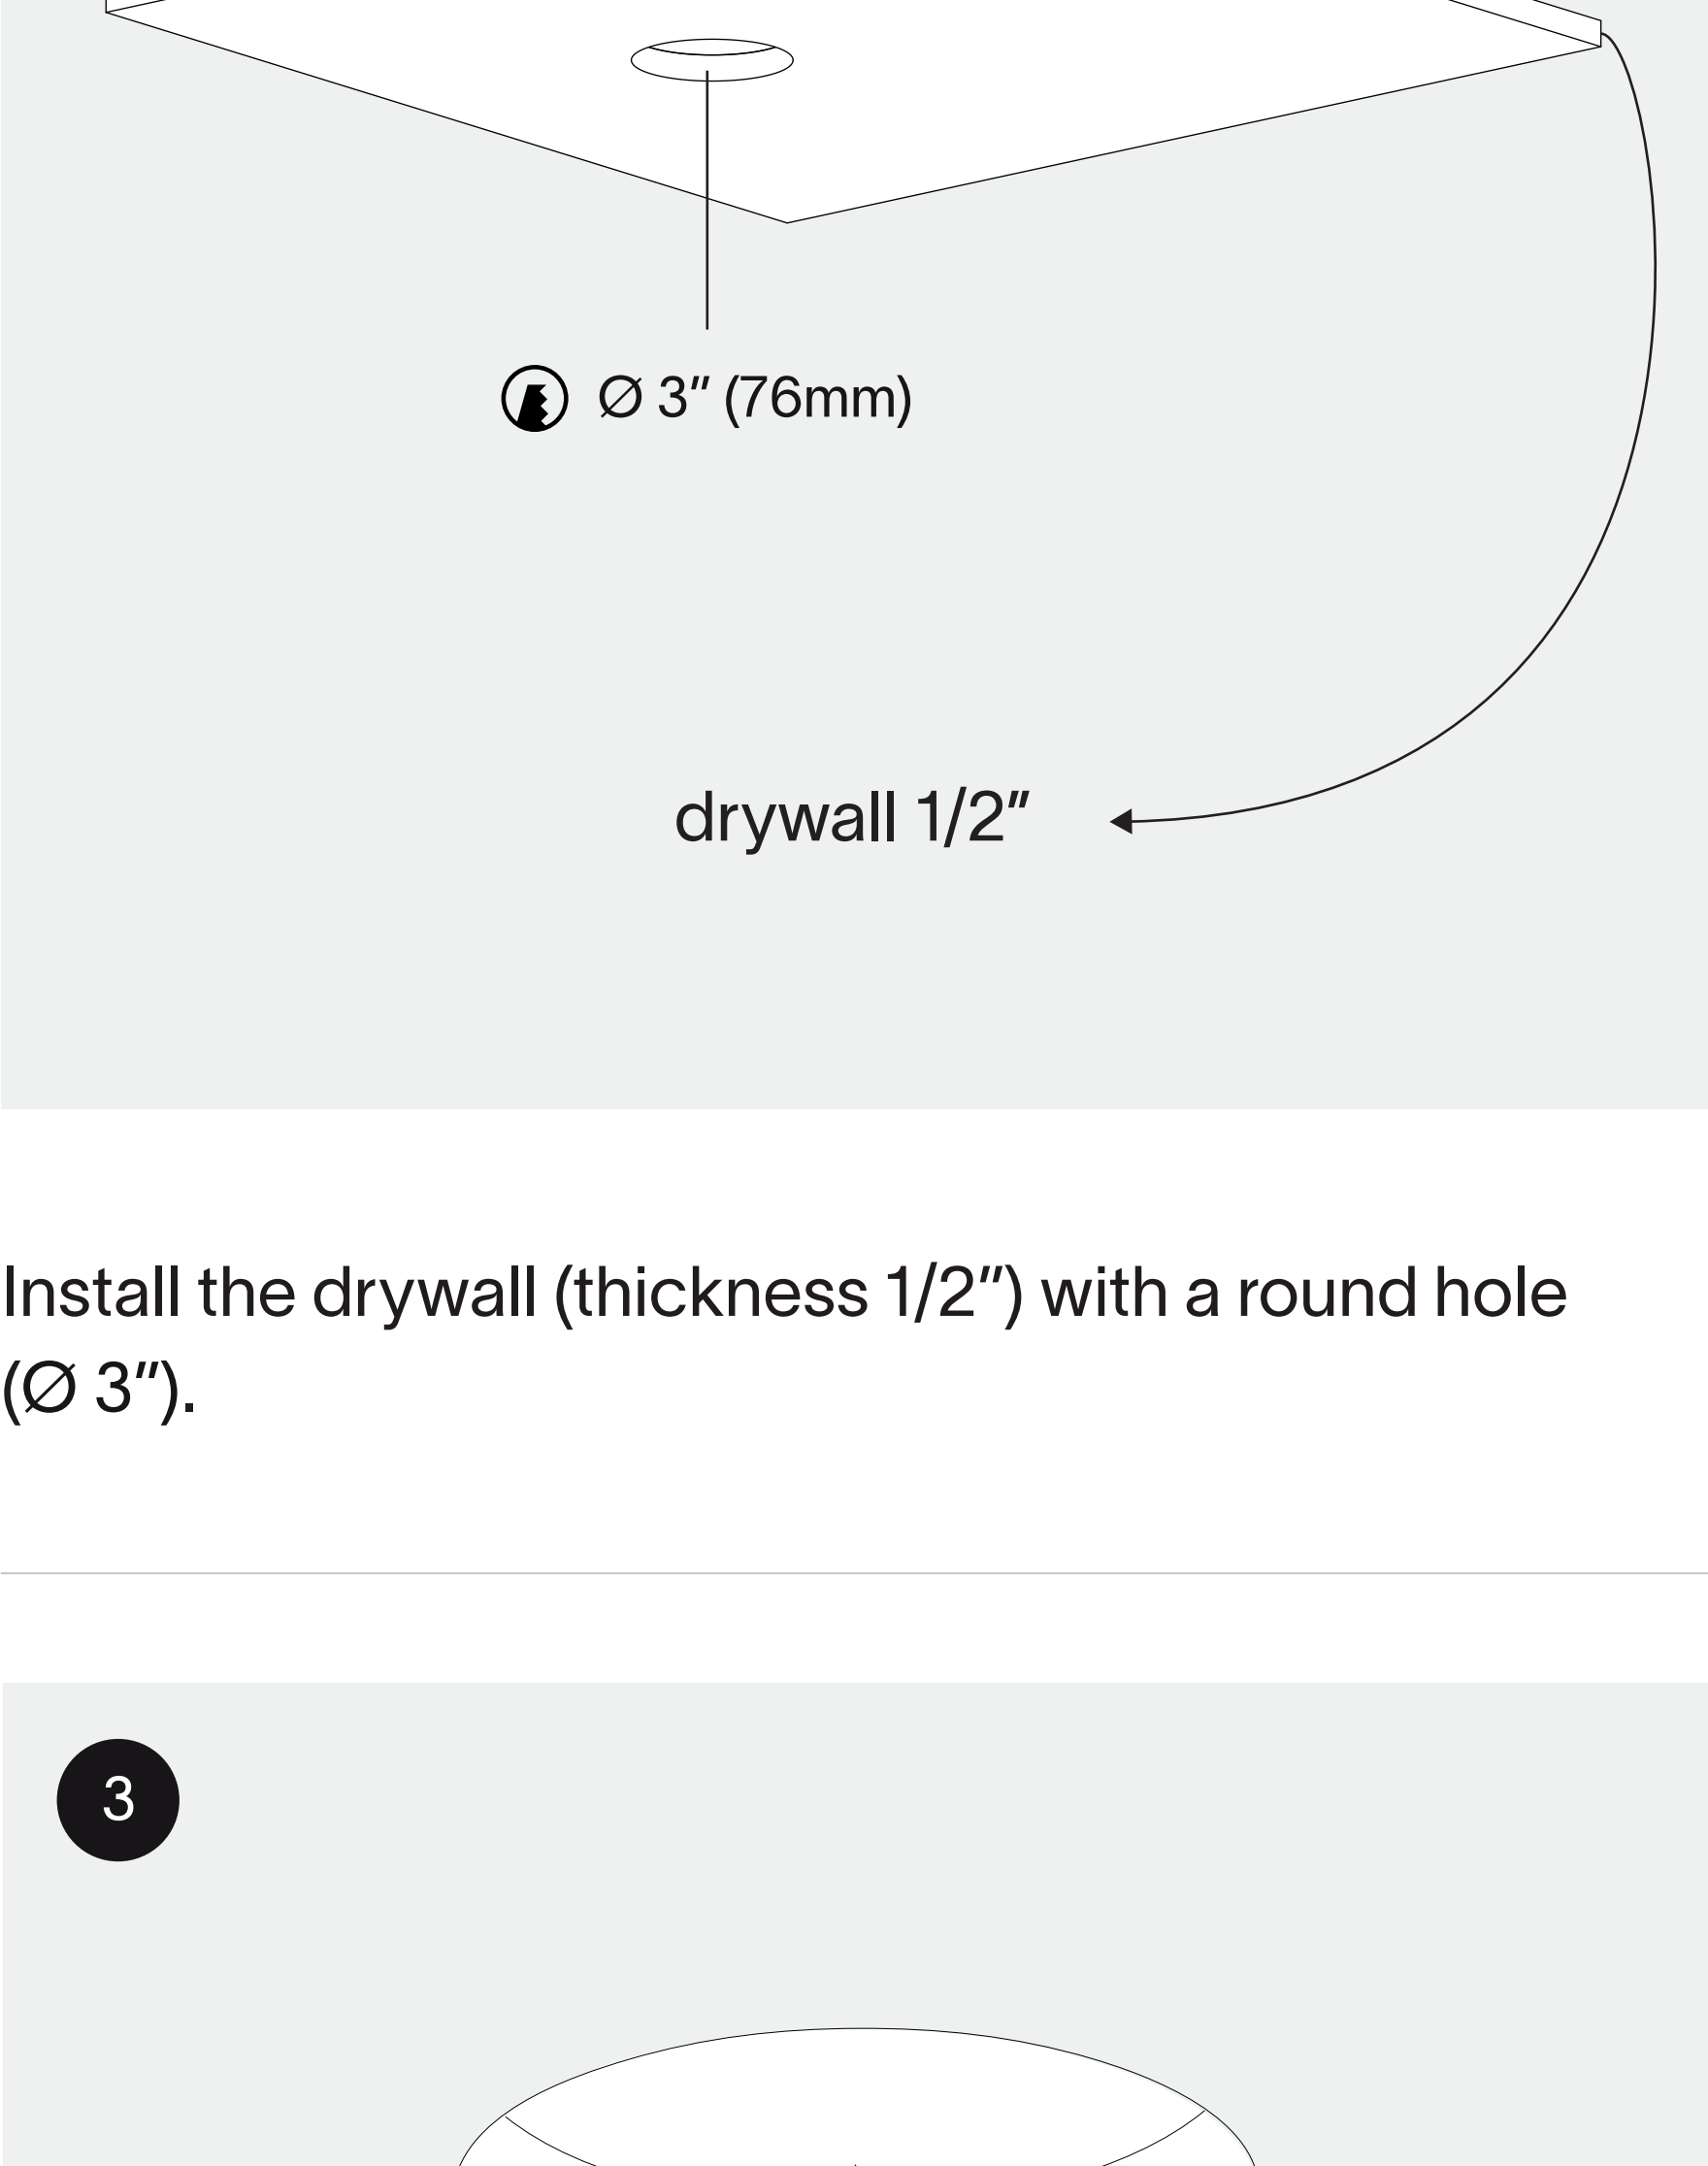 Ø 3″ (76mm)
drywall 1/2″
Install the drywall (thickness 1/2″) with a round hole
(Ø 3″).
3